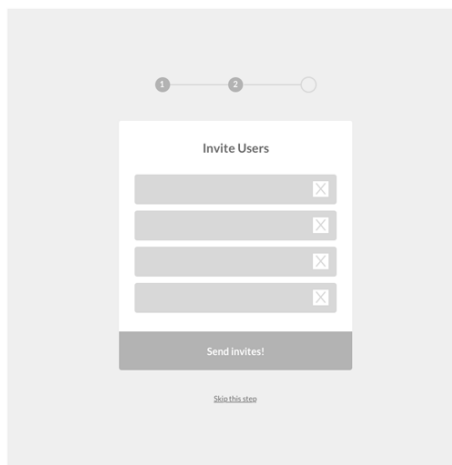 1
2
Invite Users
X
X
X
X
Send invites!
Skip this step